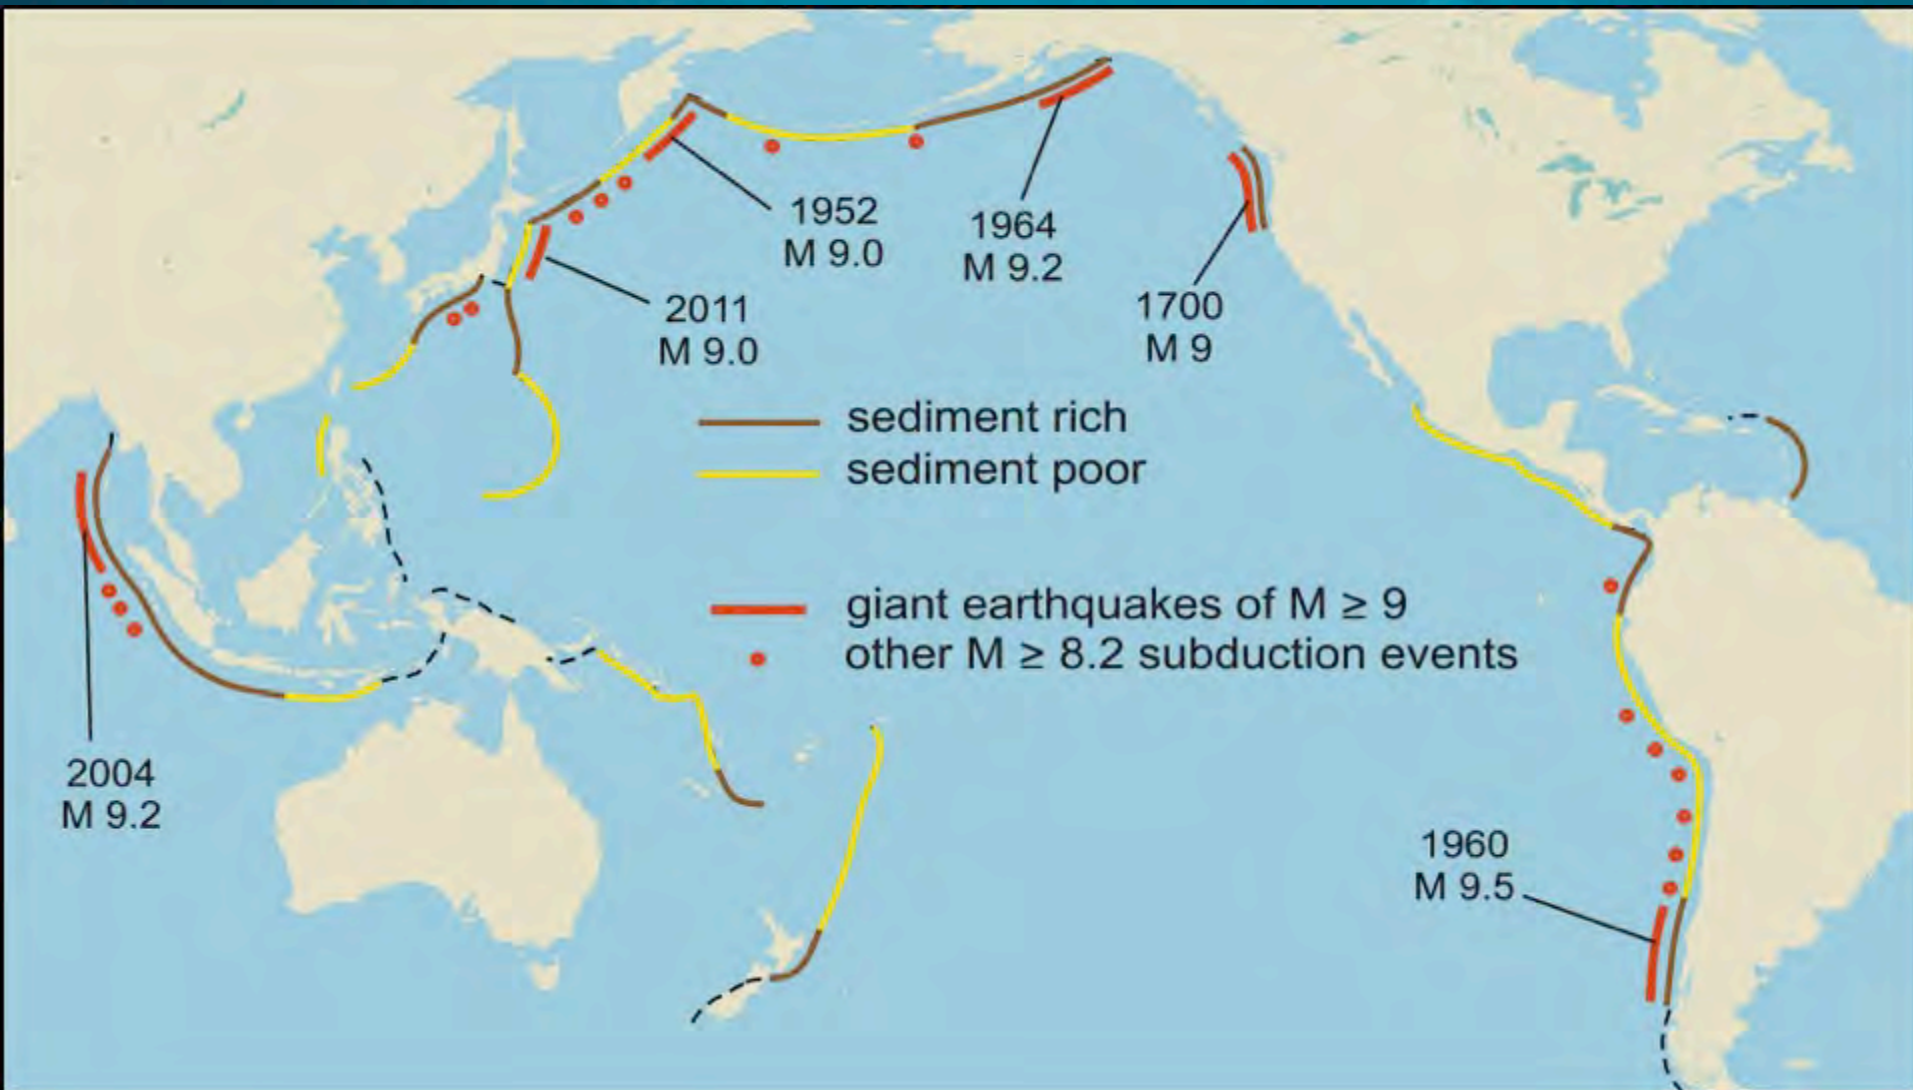 1952
M 9.0
1964
M 9.2
2011
M 9.0
1700
M 9
sediment rich
sediment poor
giant earthquakes of M ≥ 9
other M ≥ 8.2 subduction events
2004
M 9.2
1960
M 9.5